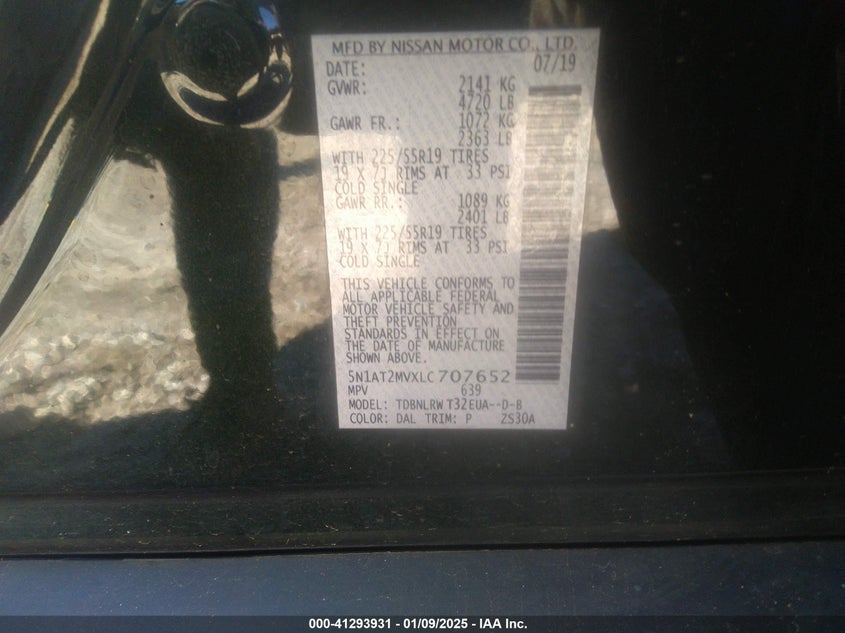 MFD BY NISSAN MOTOR CO., LTD.
DATE: 07/19
GVWR: 2141 KG
4720 LB
GAWR FR.: 1072 KG
2363 LB
WITH 225/55R19 TIRES
19 X 7J RIMS AT 33 PSI
COLD SINGLE
GAWR RR.: 1089 KG
2401 LB
WITH 225/55R19 TIRES
19 X 7J RIMS AT 33 PSI
COLD SINGLE
THIS VEHICLE CONFORMS TO
ALL APPLICABLE FEDERAL
MOTOR VEHICLE SAFETY AND
THEFT PREVENTION
STANDARDS IN EFFECT ON
THE DATE OF MANUFACTURE
SHOWN ABOVE.
5N1AT2MVXLC707652
MPV 639
MODEL: TDBNLRW T32EUA--D-B
COLOR: DAL TRIM: P ZS30A
000-41293931 - 01/09/2025 - IAA Inc.